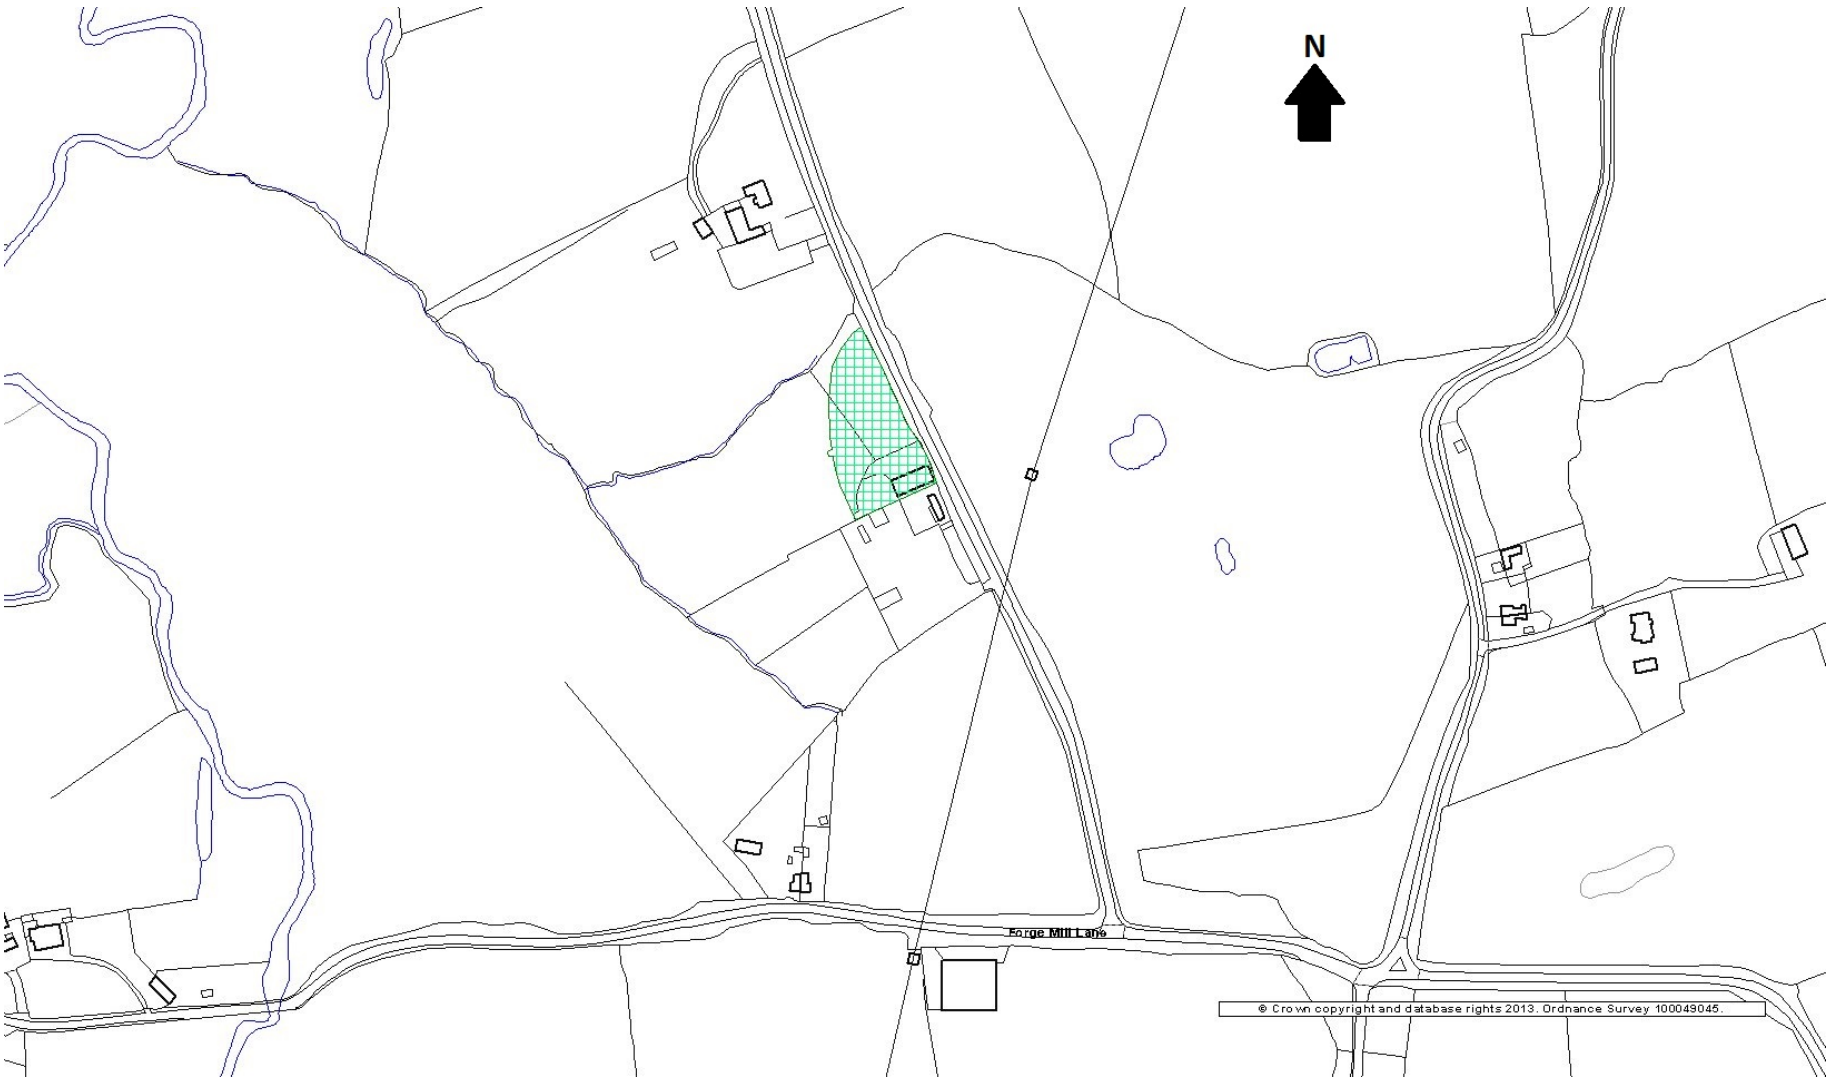 N
Forge Mill Lane
© Crown copyright and database rights 2013. Ordnance Survey 100049045.